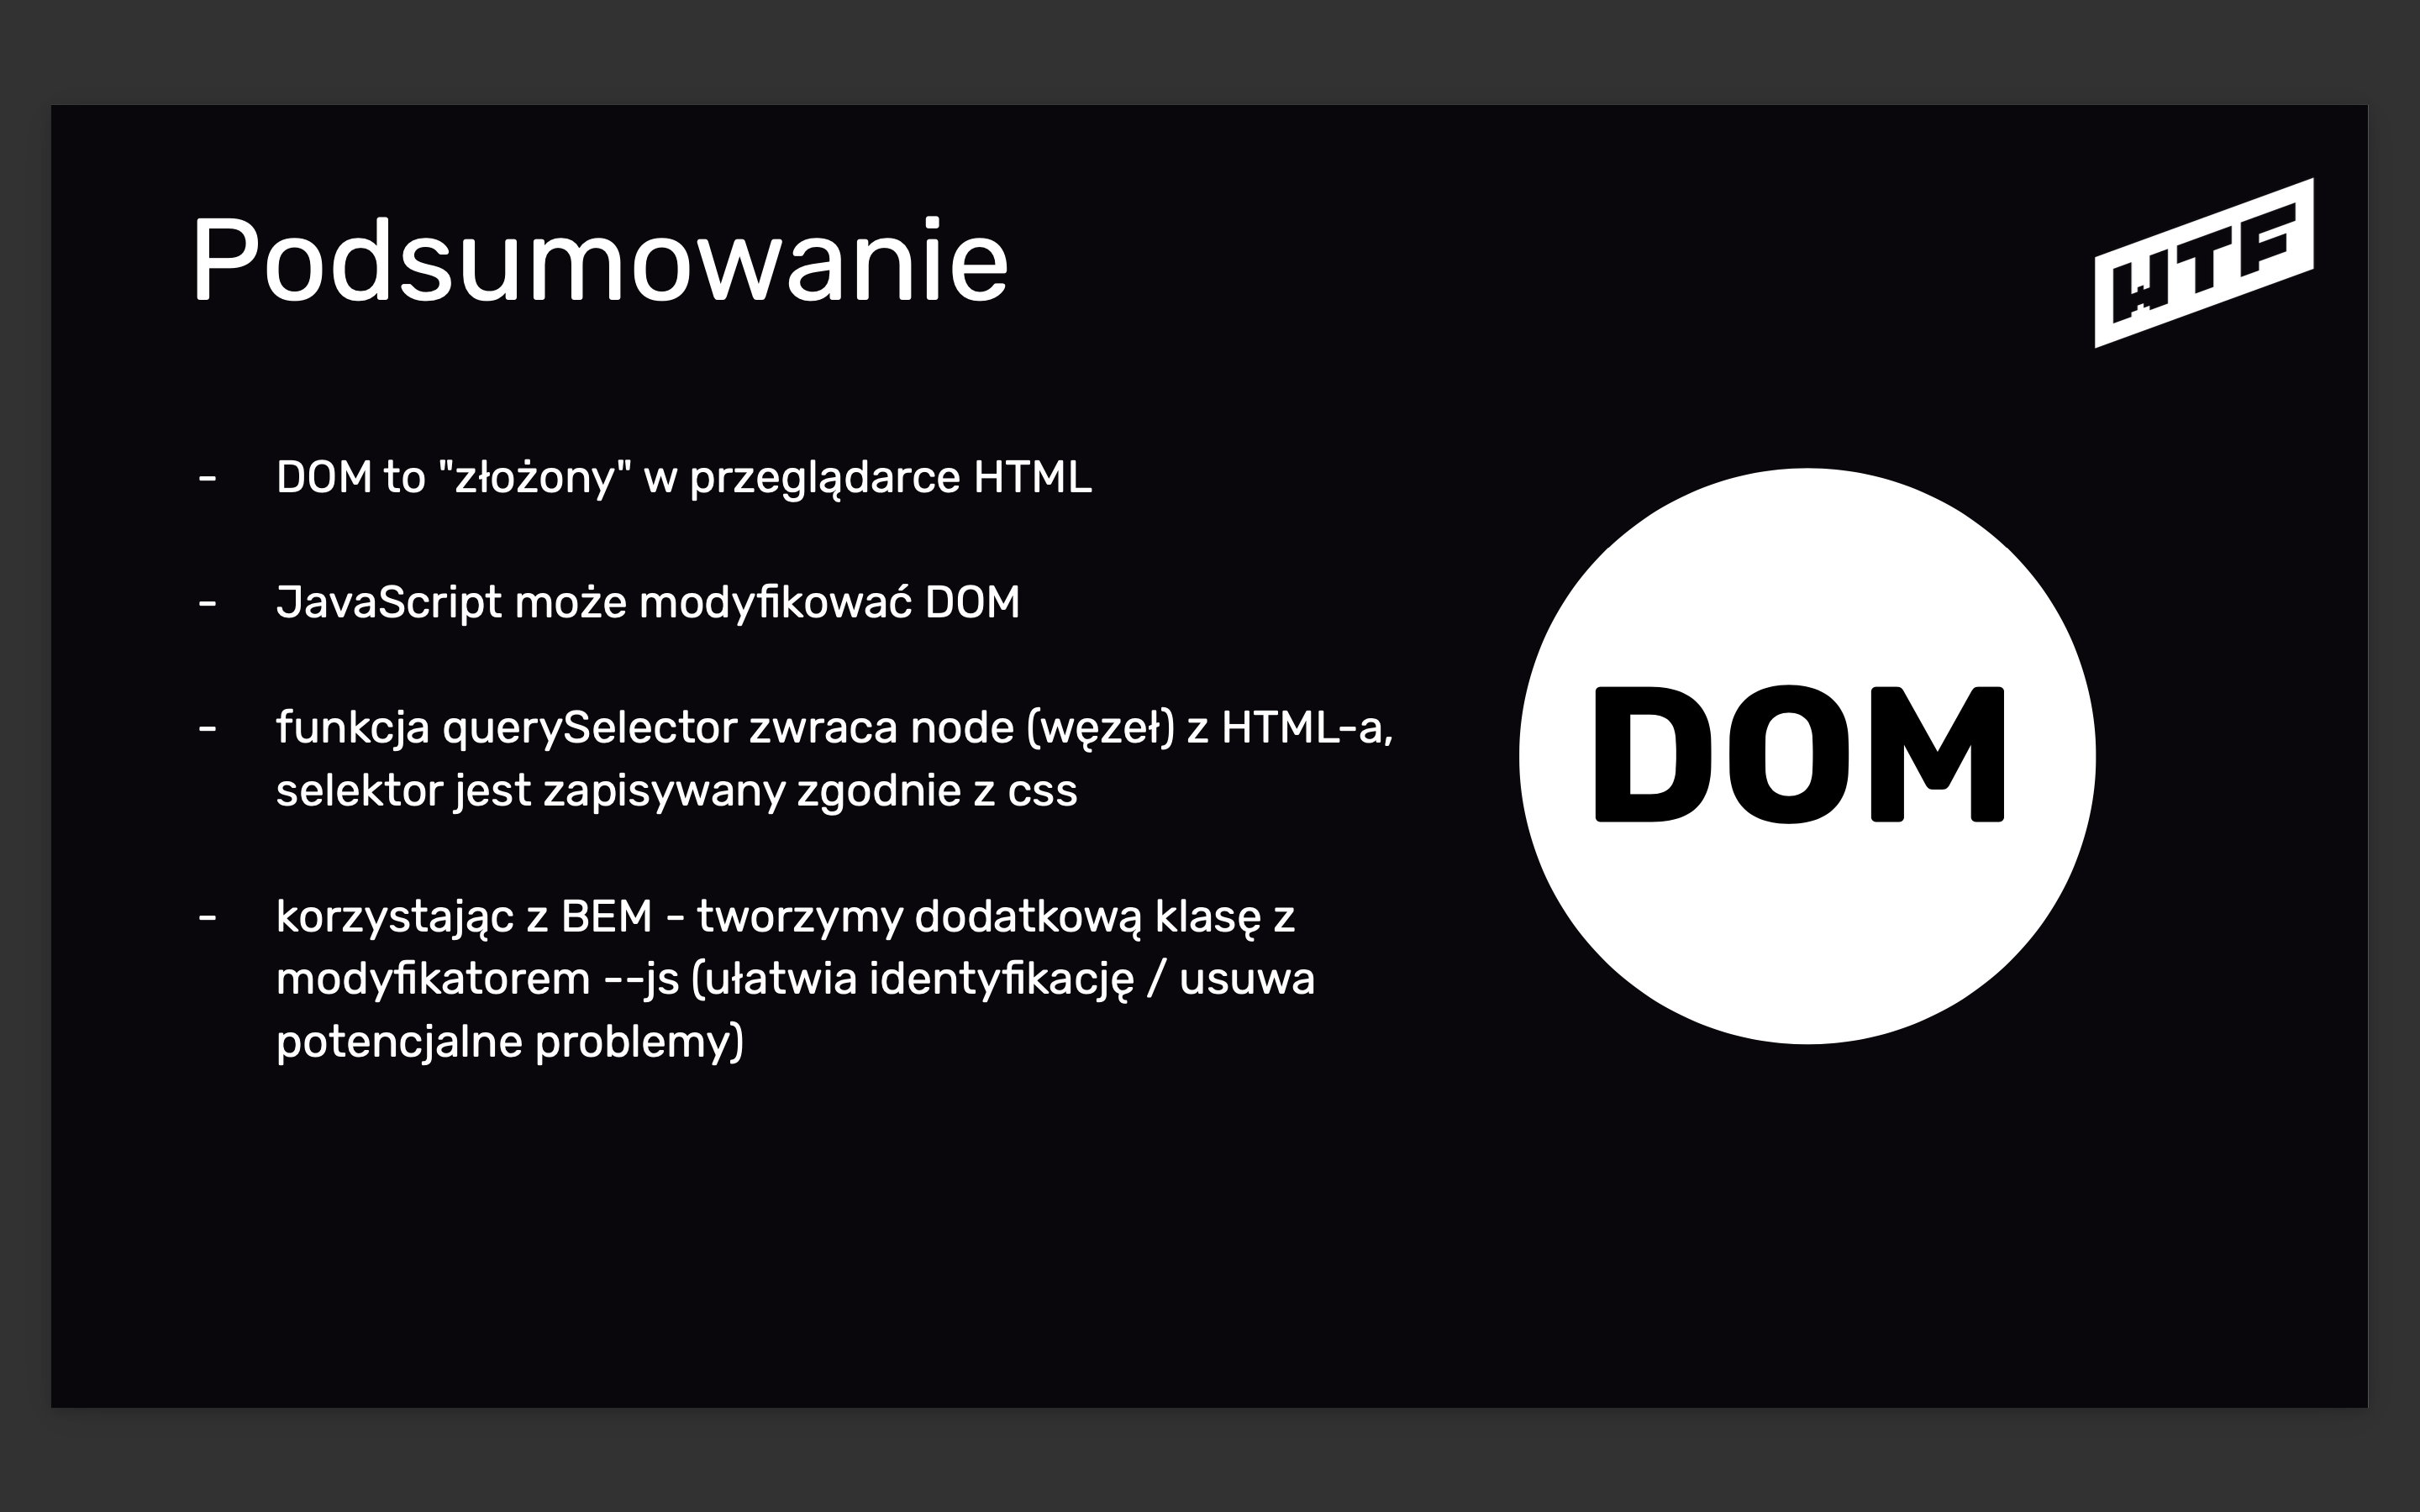 Podsumowanie
WTF
- DOM to "złożony" w przeglądarce HTML
- JavaScript może modyfikować DOM
- funkcja querySelector zwraca node (węzeł) z HTML-a,
selektor jest zapisywany zgodnie z css
- korzystając z BEM - tworzymy dodatkową klasę z
modyfikatorem --js (ułatwia identyfikację / usuwa
potencjalne problemy)
DOM